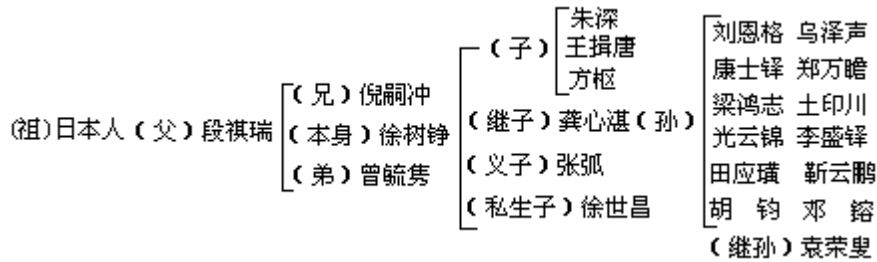 (祖)日本人(父)段祺瑞
(兄)倪嗣冲
(本身)徐树铮
(弟)曾毓隽
(子)
朱深
王揖唐
方枢
(继子)龚心湛(孙)
(义子)张弧
(私生子)徐世昌
刘恩格 乌泽声
康士铎 郑万瞻
梁鸿志 土印川
光云锦 李盛铎
田应璜 靳云鹏
胡 钧 邓 镕
(继孙)袁荣叟